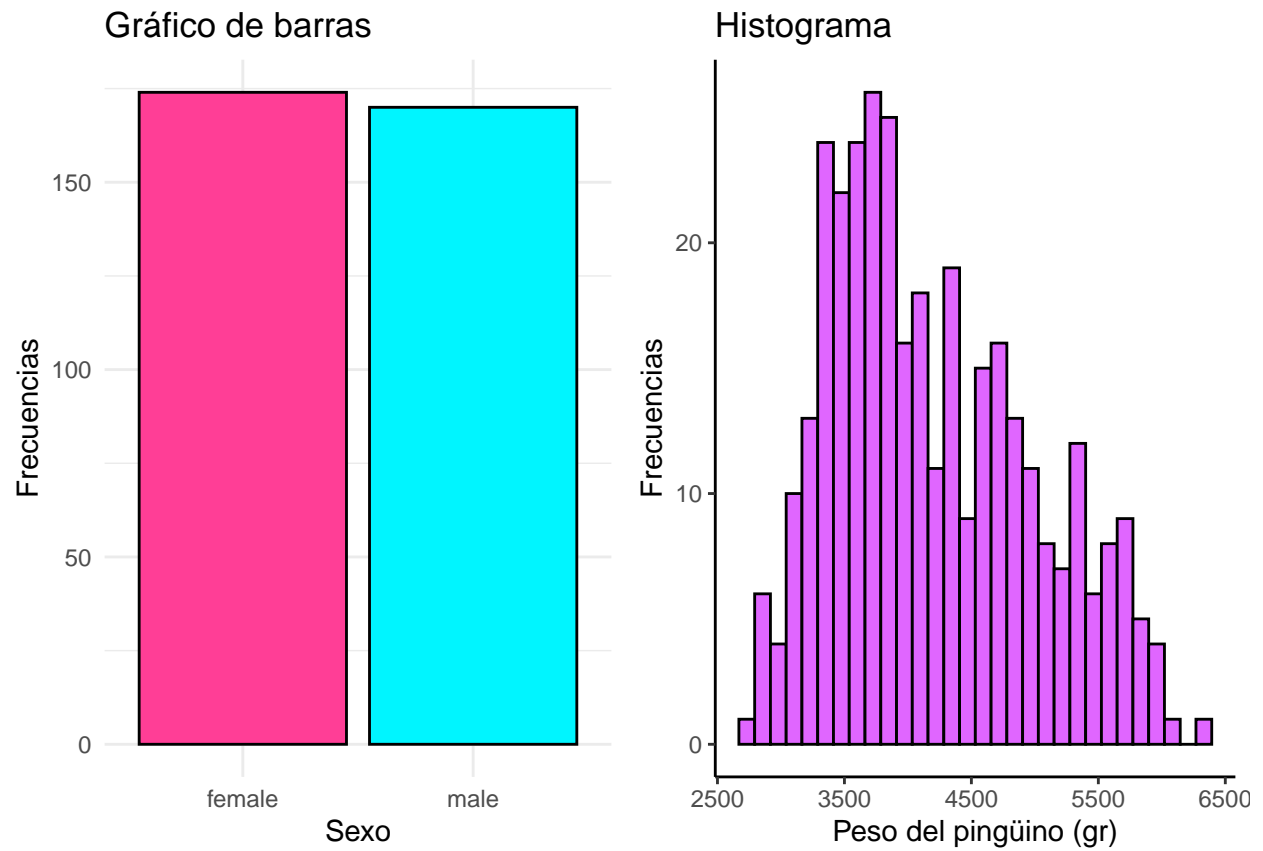 Gráfico de barras
Frecuencias
150
100
50
0
female
male
Sexo
Histograma
Frecuencias
20
10
0
2500
3500
4500
5500
6500
Peso del pingüino (gr)